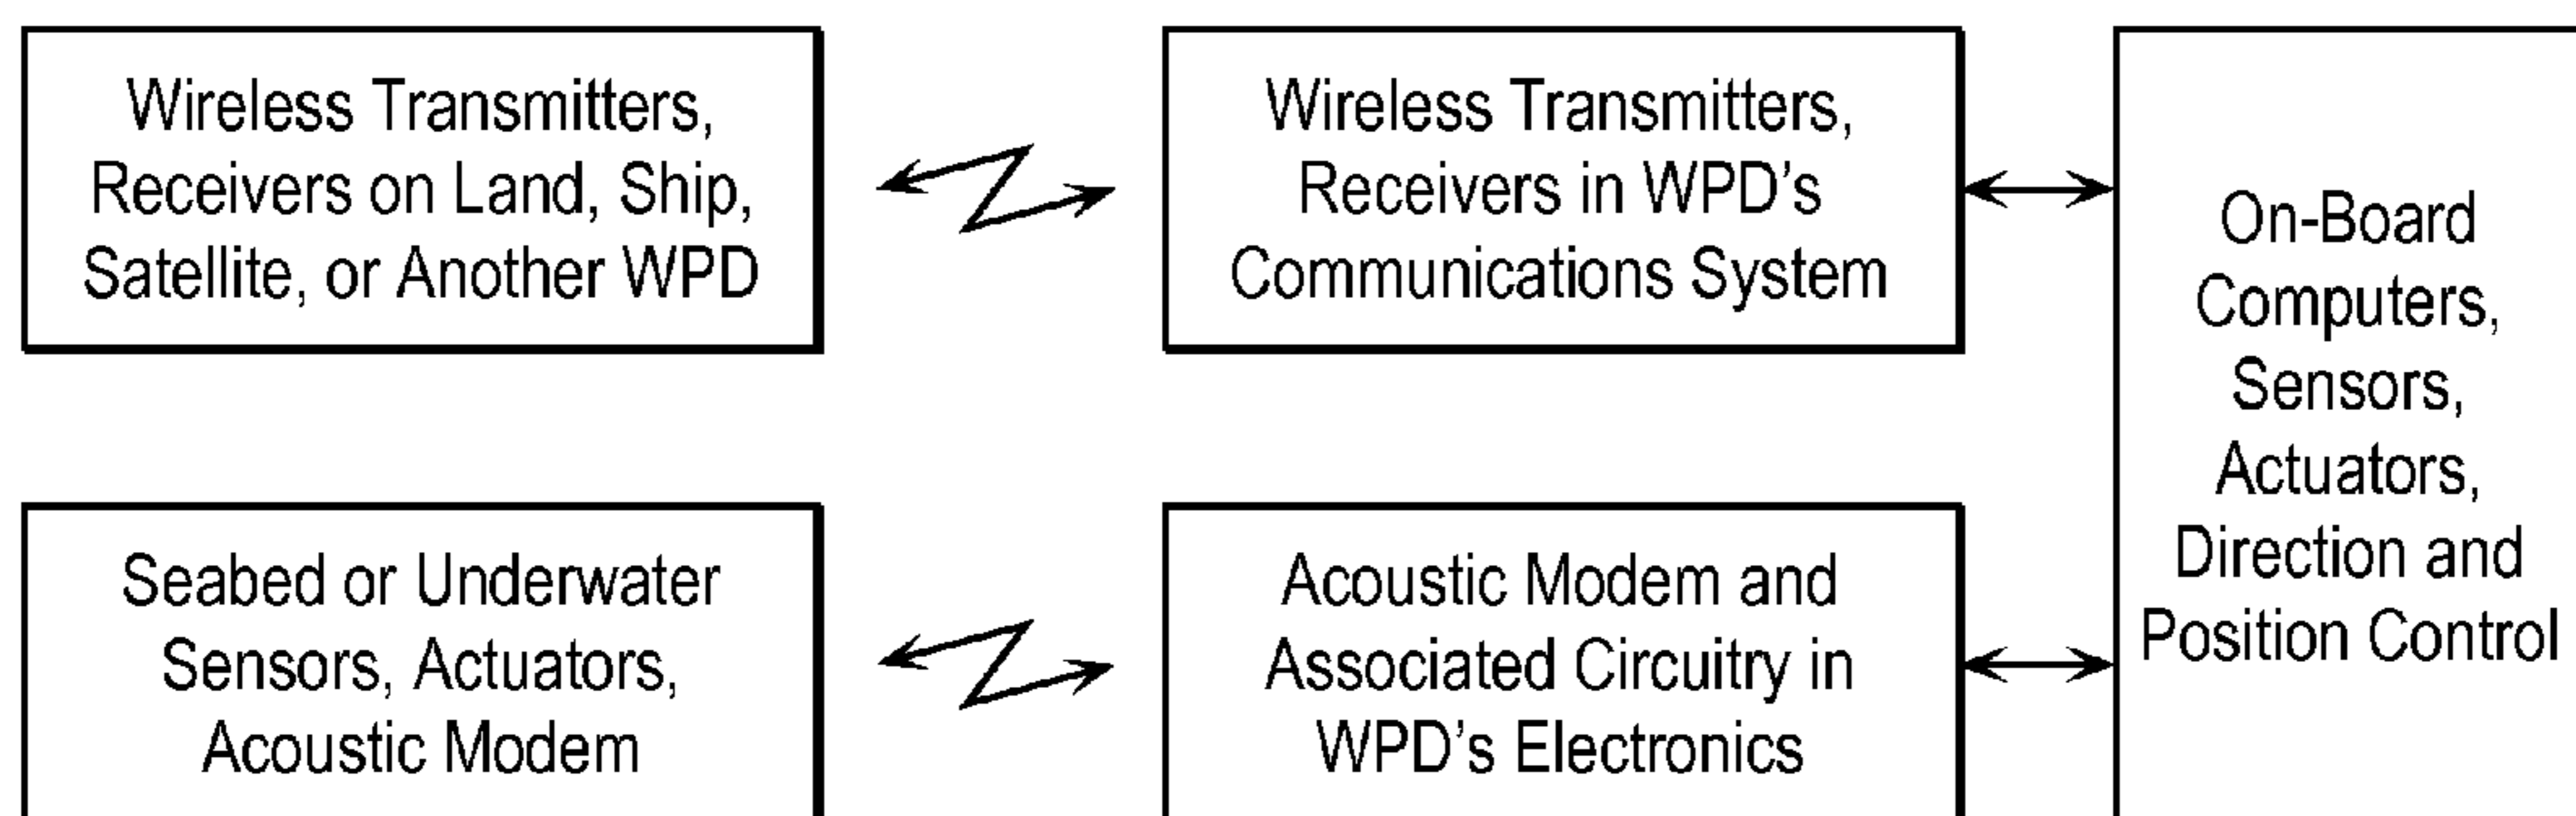 Wireless Transmitters,
Receivers on Land, Ship,
Satellite, or Another WPD
Wireless Transmitters,
Receivers in WPD's
Communications System
On-Board
Computers,
Sensors,
Actuators,
Direction and
Position Control
Seabed or Underwater
Sensors, Actuators,
Acoustic Modem
Acoustic Modem and
Associated Circuitry in
WPD's Electronics